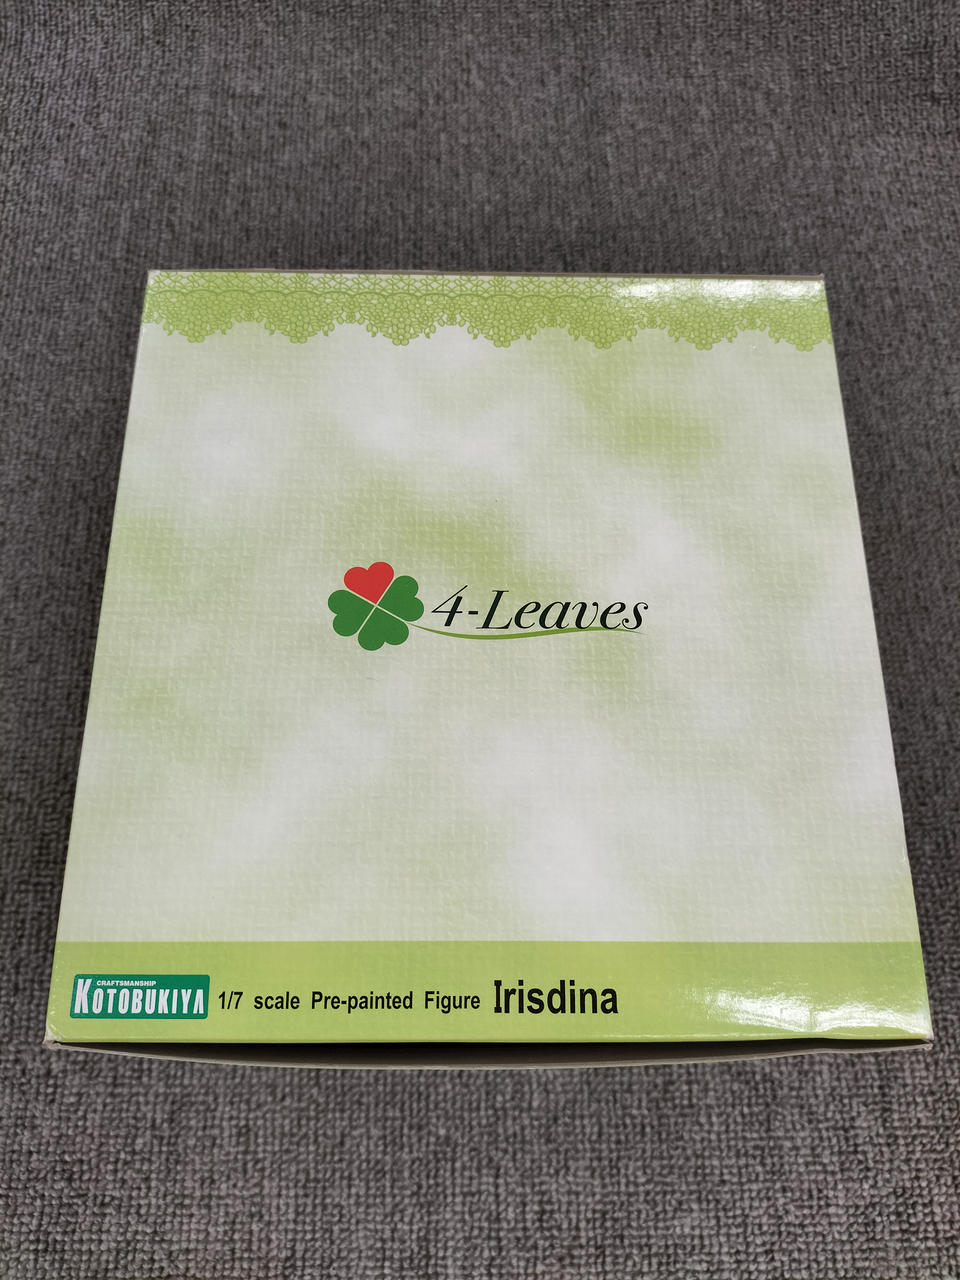 4-Leaves
CRAFTSMANSHIP
KOTOBUKIYA
1/7 scale Pre-painted Figure Irisdina